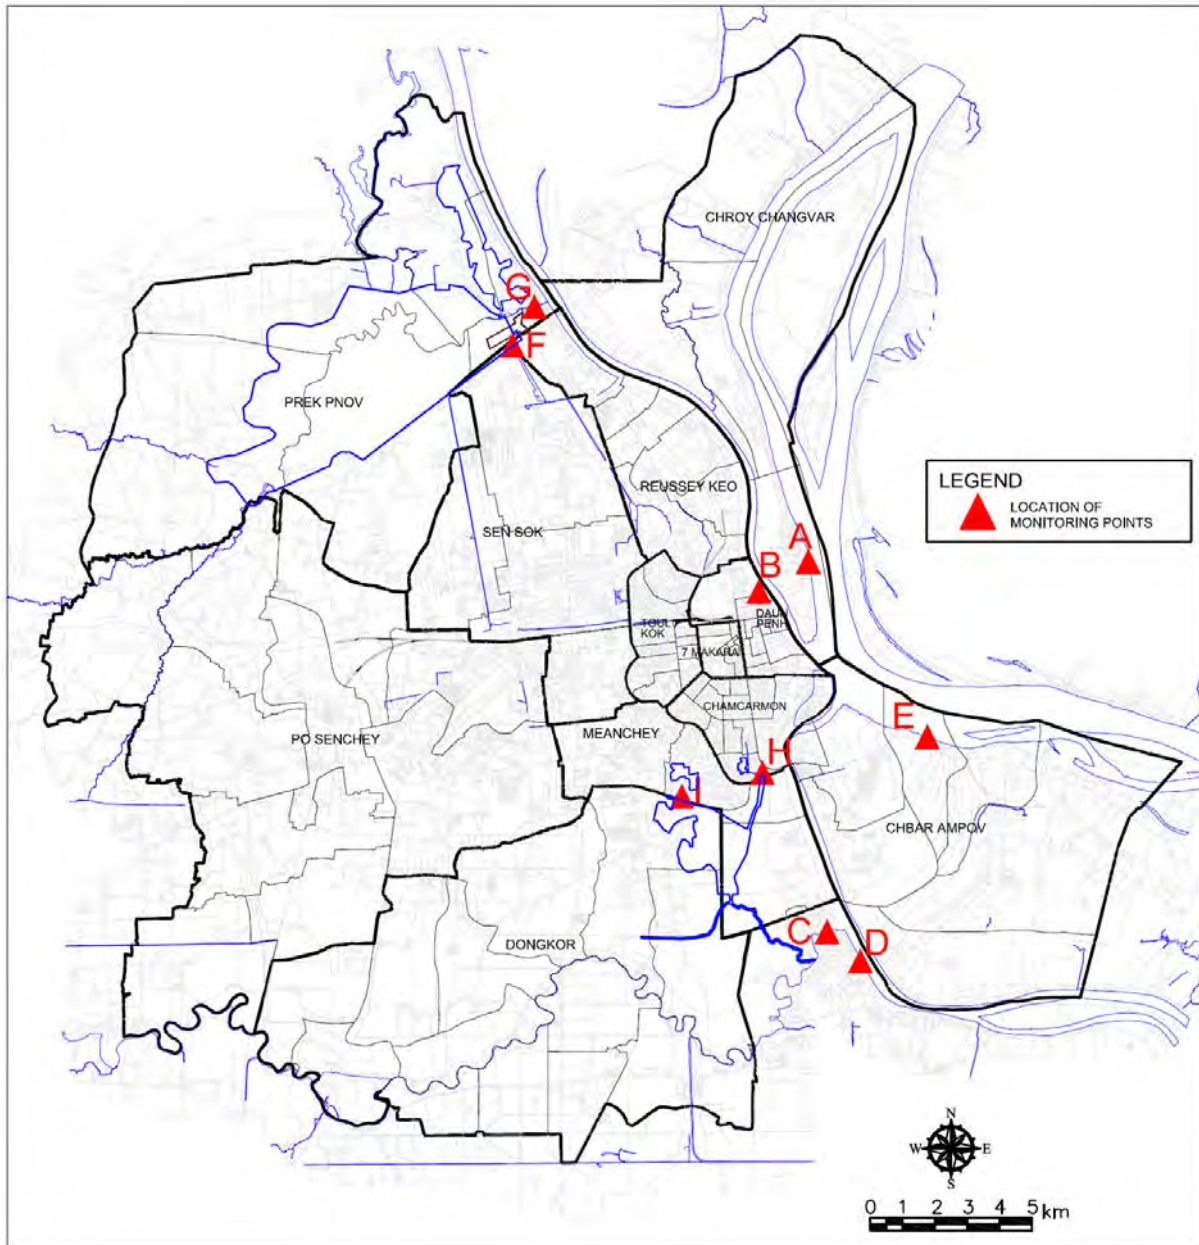 CHROY CHANGVAR
G
F
PREK PNOV
REUSSEY KEO
LEGEND
LOCATION OF
MONITORING POINTS
SEN SOK
A
B
DAUN
PENH
TOUL
KOK
7 MAKARA
CHAMCARMON
E
MEANCHEY
PO SENCHEY
H
I
CHBAR AMPOV
C
D
DONGKOR
N
W E
S
0 1 2 3 4 5 km